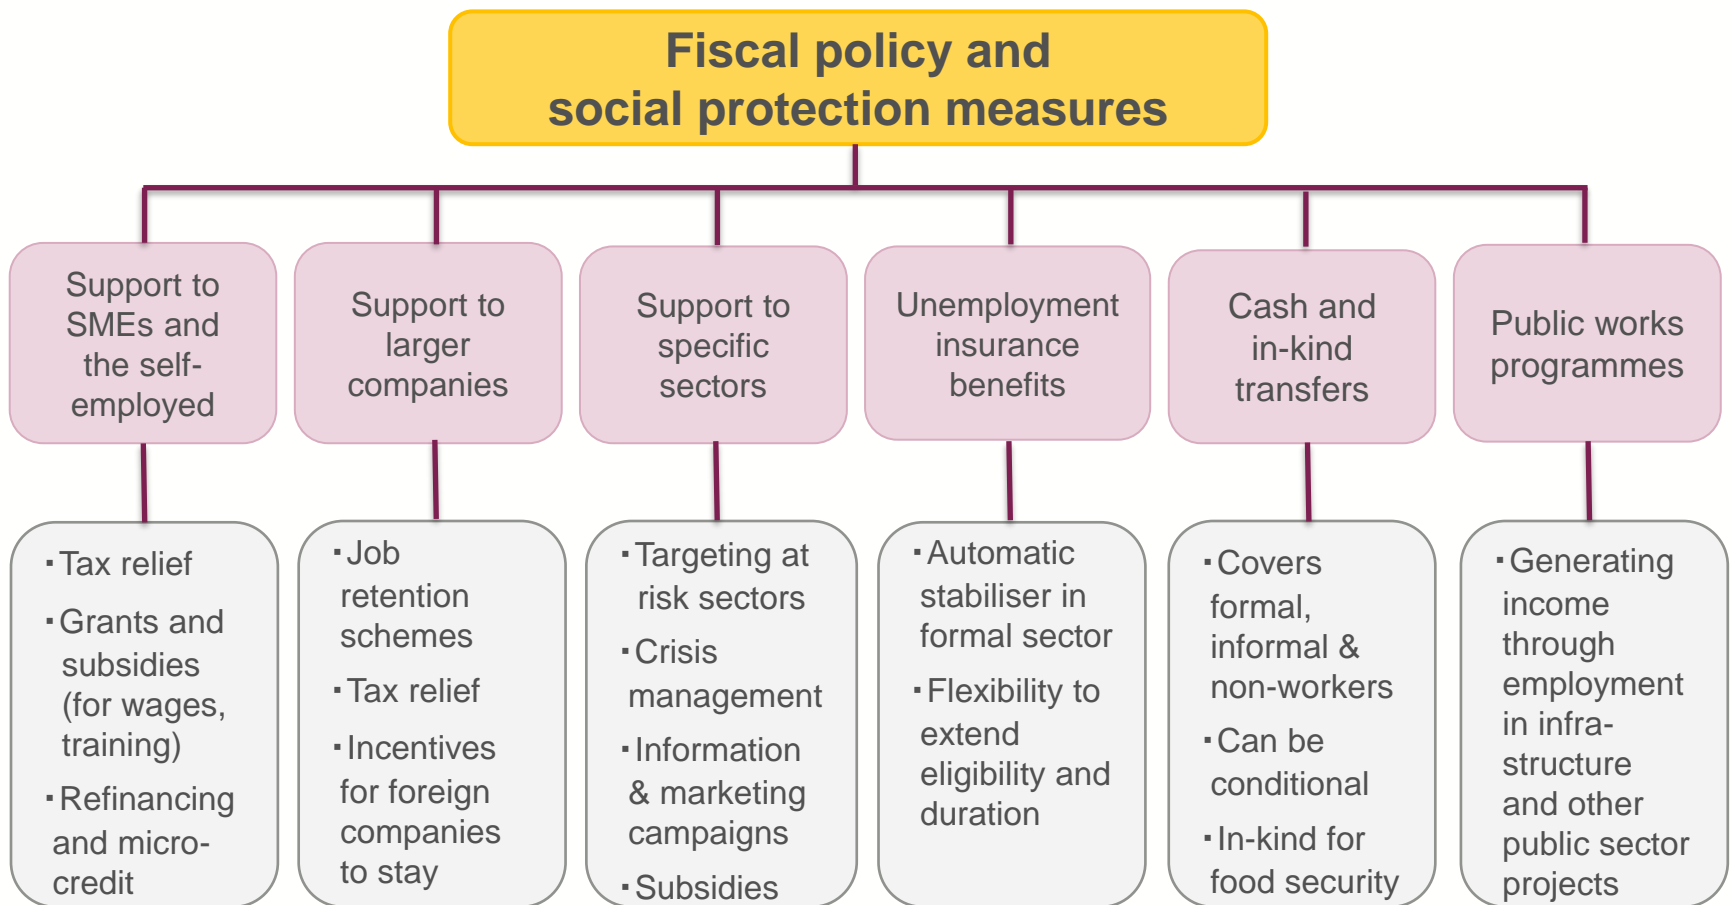 Fiscal policy and
social protection measures
Support to
SMEs and
the self-
employed
Support to
larger
companies
Support to
specific
sectors
Unemployment
insurance
benefits
Cash and
in-kind
transfers
Public works
programmes
▪Tax relief
▪Grants and
subsidies
(for wages,
training)
▪Refinancing
and micro-
credit
▪Job
retention
schemes
▪Tax relief
▪Incentives
for foreign
companies
to stay
▪Targeting at
risk sectors
▪Crisis
management
▪Information
& marketing
campaigns
▪Subsidies
▪Automatic
stabiliser in
formal sector
▪Flexibility to
extend
eligibility and
duration
▪Covers
formal,
informal &
non-workers
▪Can be
conditional
▪In-kind for
food security
▪Generating
income
through
employment
in infra-
structure
and other
public sector
projects